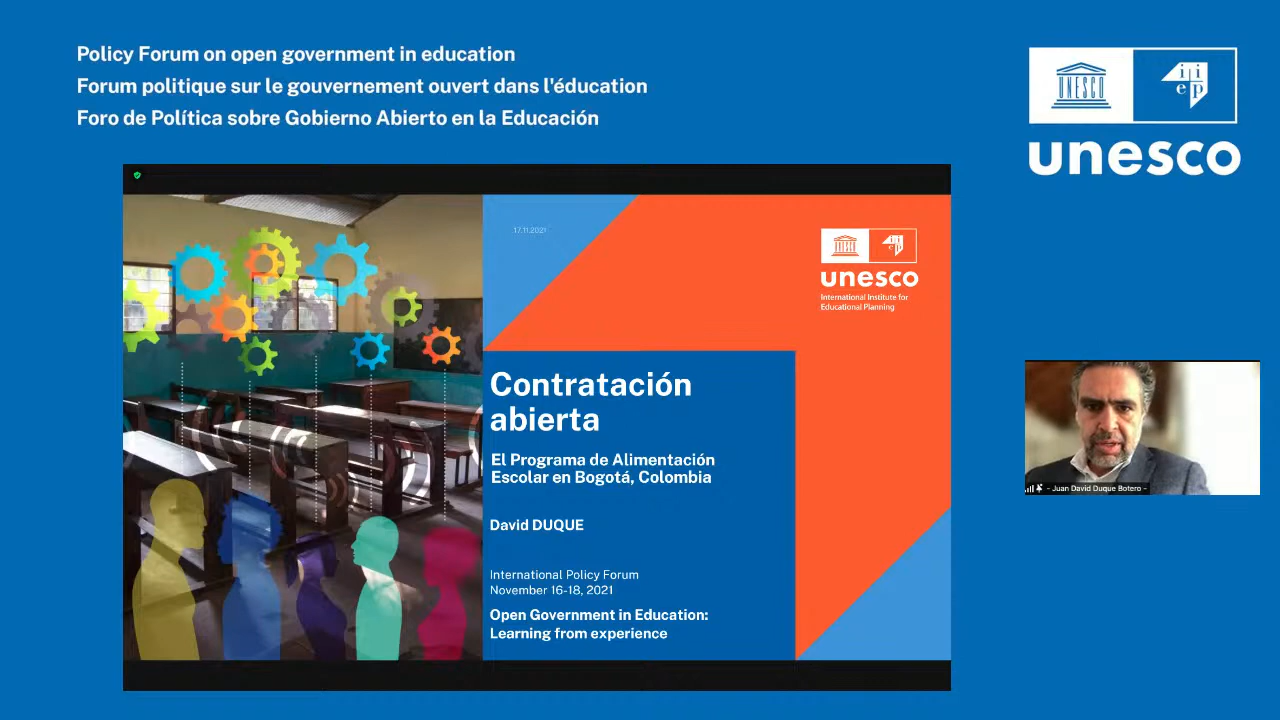 Policy Forum on open government in education
Forum politique sur le gouvernement ouvert dans l'éducation
Foro de Política sobre Gobierno Abierto en la Educación
UNESCO
iiep
unesco
17.11.2021
unesco
International Institute for
Educational Planning
Contratación
abierta
El Programa de Alimentación
Escolar en Bogotá, Colombia
David DUQUE
International Policy Forum
November 16-18, 2021
Open Government in Education:
Learning from experience
- Juan David Duque Botero -